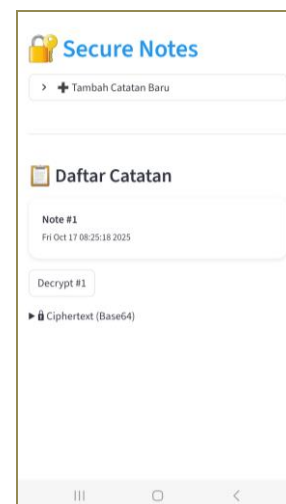 Secure Notes
Tambah Catatan Baru
Daftar Catatan
Note #1
Fri Oct 17 08:25:18 2025
Decrypt #1
Ciphertext (Base64)